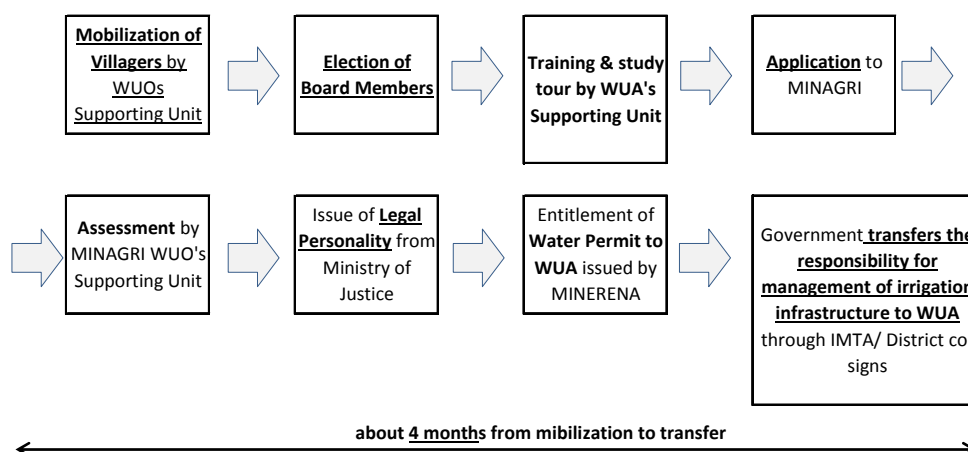 Mobilization of
Villagers by
WUOs
Supporting Unit
Election of
Board Members
Training & study
tour by WUA's
Supporting Unit
Application to
MINAGRI
Assessment by
MINAGRI WUO's
Supporting Unit
Issue of Legal
Personality from
Ministry of
Justice
Entitlement of
Water Permit to
WUA issued by
MINERENA
Government transfers the
responsibility for
management of irrigation
infrastructure to WUA
through IMTA/ District co
signs
about 4 months from mibilization to transfer